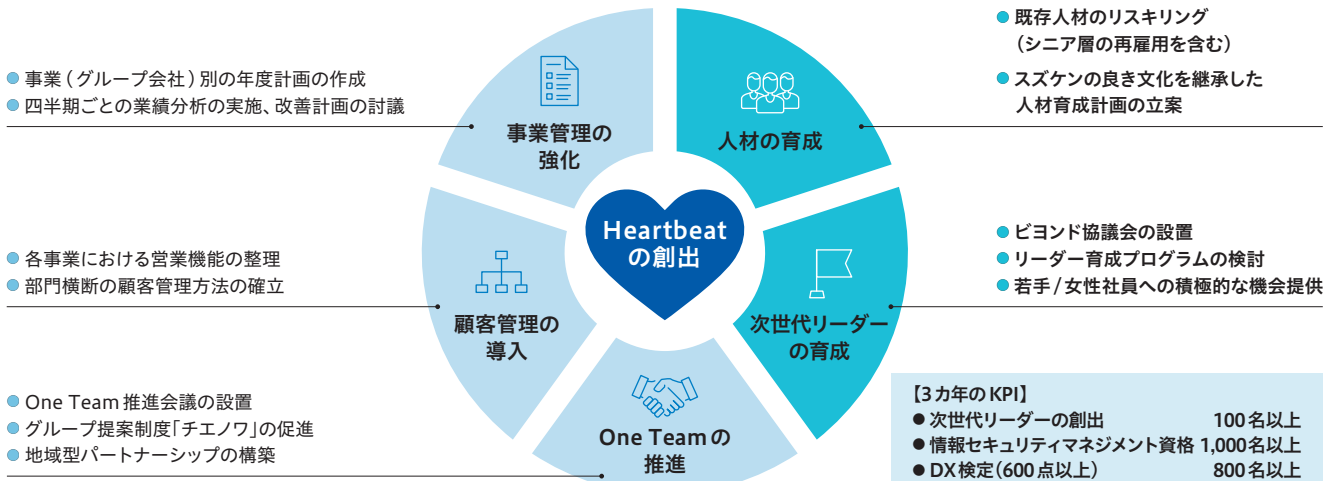 ● 事業(グループ会社)別の年度計画の作成
● 四半期ごとの業績分析の実施、改善計画の討議
事業管理の
強化
人材の育成
● 既存人材のリスキリング
(シニア層の再雇用を含む)
● スズケンの良き文化を継承した
人材育成計画の立案
Heartbeat
の創出
● 各事業における営業機能の整理
● 部門横断の顧客管理方法の確立
顧客管理の
導入
次世代リーダー
の育成
● ビヨンド協議会の設置
● リーダー育成プログラムの検討
● 若手/女性社員への積極的な機会提供
● One Team推進会議の設置
● グループ提案制度「チエノワ」の促進
● 地域型パートナーシップの構築
One Teamの
推進
【3カ年のKPI】
● 次世代リーダーの創出 100名以上
● 情報セキュリティマネジメント資格 1,000名以上
● DX検定(600点以上) 800名以上